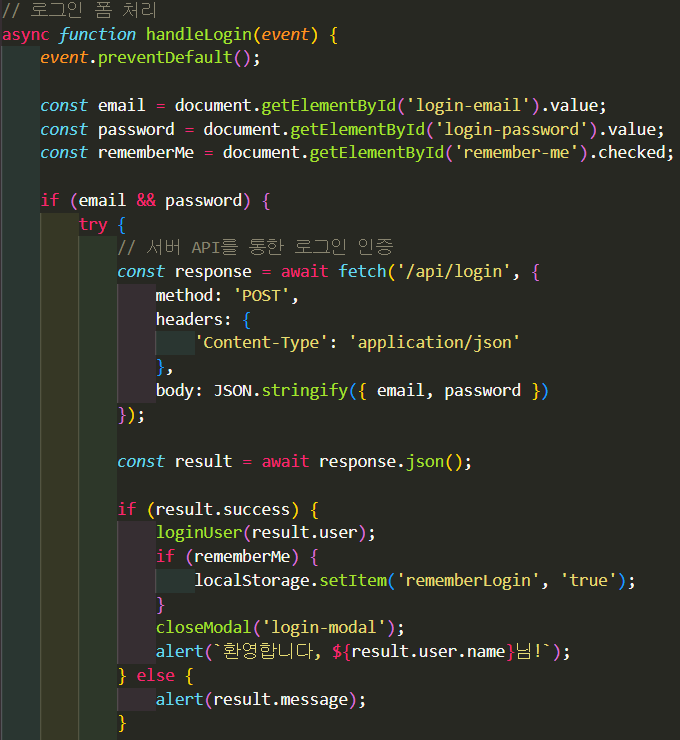 // 로그인 폼 처리
async function handleLogin(event) {
    event.preventDefault();

    const email = document.getElementById('login-email').value;
    const password = document.getElementById('login-password').value;
    const rememberMe = document.getElementById('remember-me').checked;

    if (email && password) {
        try {
            // 서버 API를 통한 로그인 인증
            const response = await fetch('/api/login', {
                method: 'POST',
                headers: {
                    'Content-Type': 'application/json'
                },
                body: JSON.stringify({ email, password })
            });

            const result = await response.json();

            if (result.success) {
                loginUser(result.user);
                if (rememberMe) {
                    localStorage.setItem('rememberLogin', 'true');
                }
                closeModal('login-modal');
                alert(`환영합니다, ${result.user.name}님!`);
            } else {
                alert(result.message);
            }